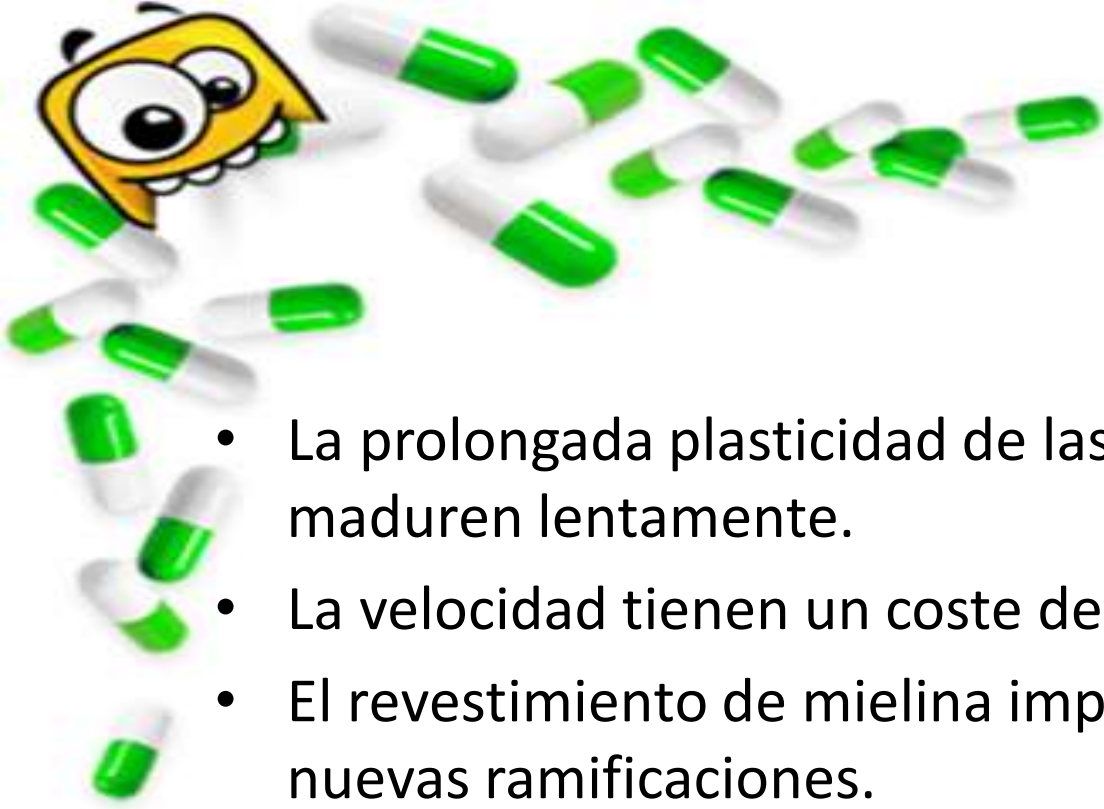 • La prolongada plasticidad de las
maduren lentamente.
• La velocidad tienen un coste de
• El revestimiento de mielina imp
nuevas ramificaciones.